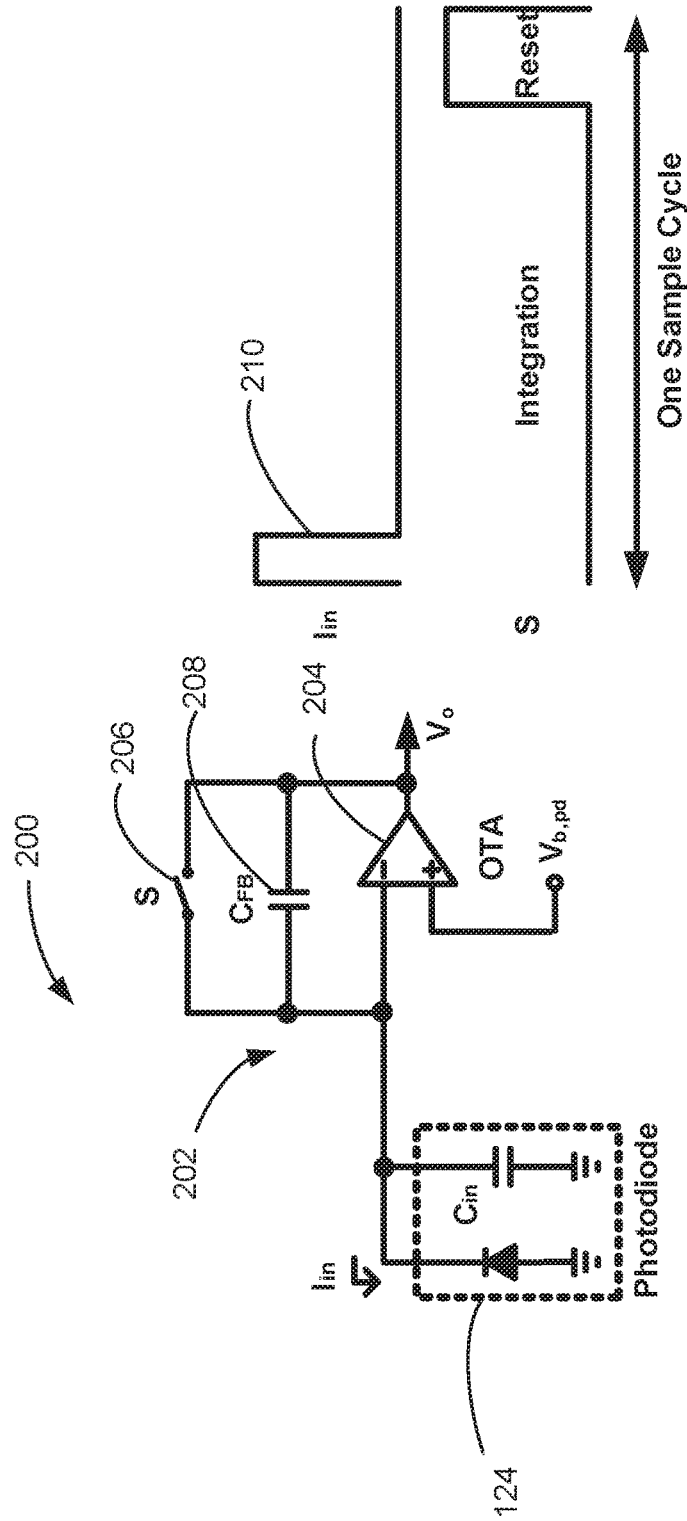 200
206
S
208
CFB
202
204
Vo
OTA
Vb,pd
Iin
Cin
Photodiode
124
210
Iin
S
Integration
Reset
One Sample Cycle